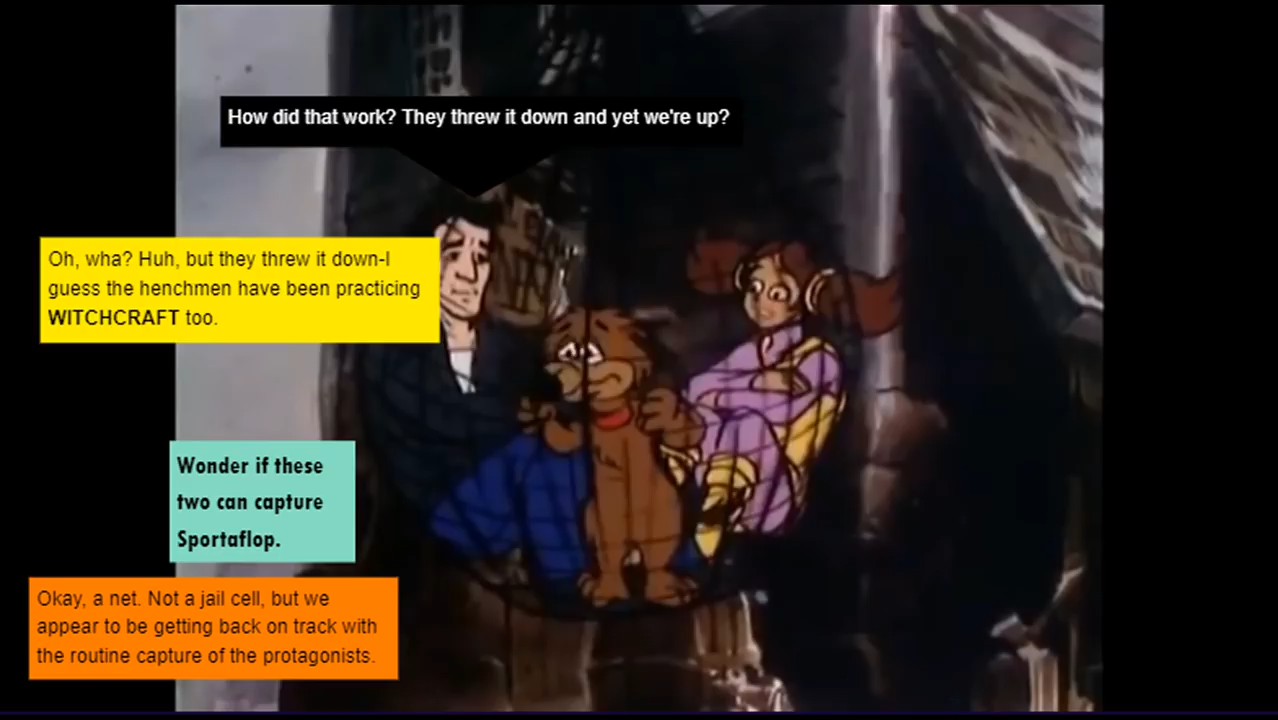 How did that work? They threw it down and yet we're up?
Oh, wha? Huh, but they threw it down-I
guess the henchmen have been practicing
WITCHCRAFT too.
Wonder if these
two can capture
Sportaflop.
Okay, a net. Not a jail cell, but we
appear to be getting back on track with
the routine capture of the protagonists.